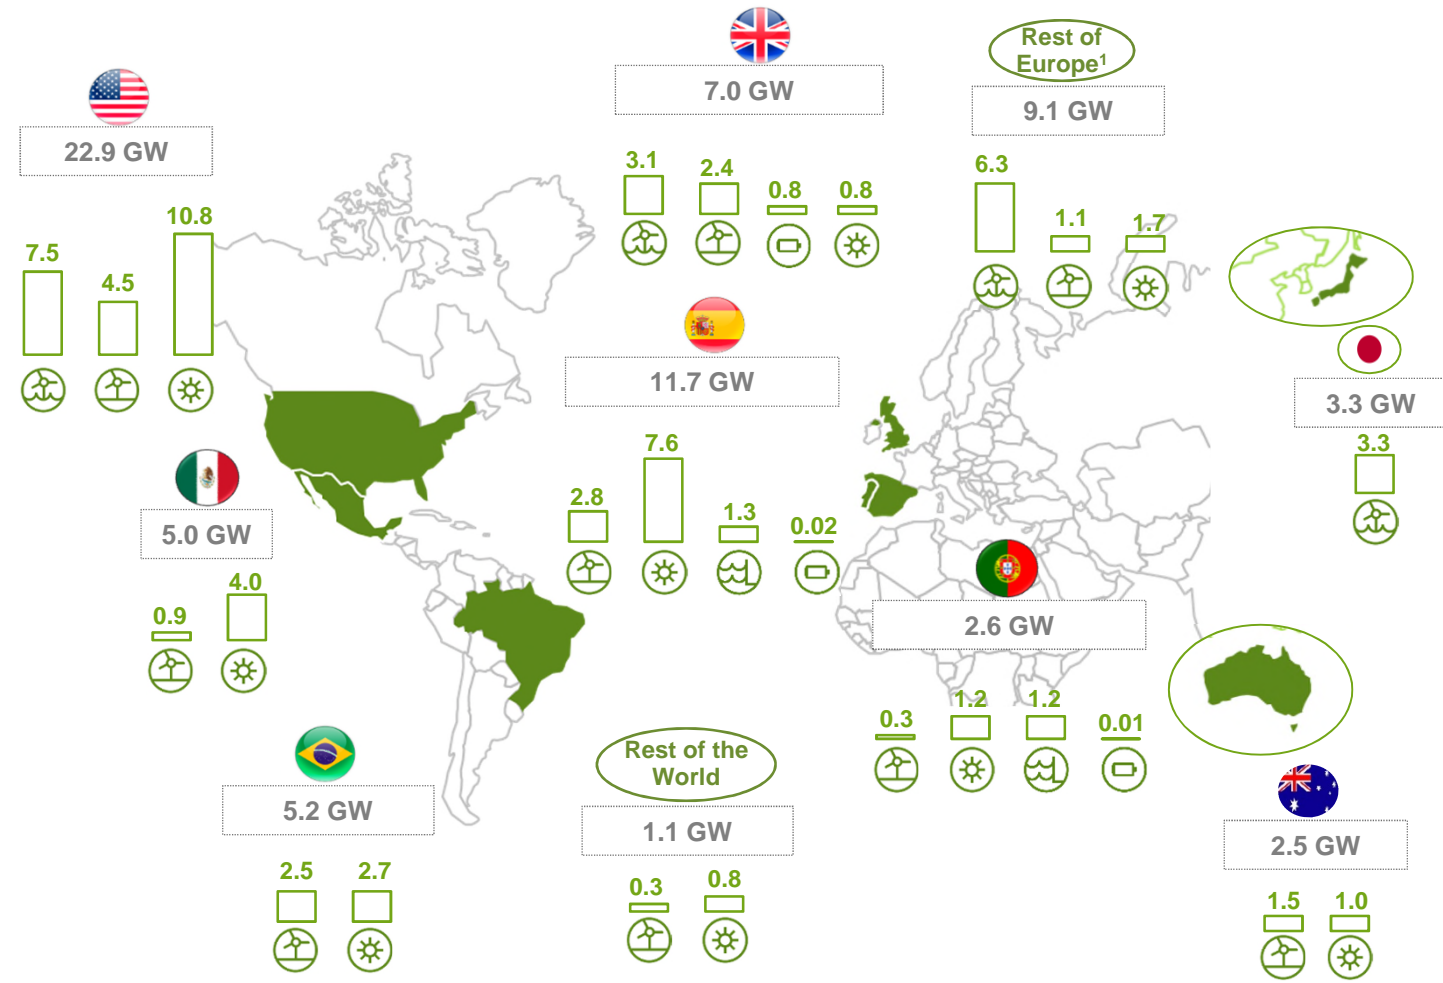 22.9 GW
7.5
4.5
10.8
7.0 GW
3.1
2.4
0.8
0.8
Rest of
Europe¹
9.1 GW
6.3
1.1
1.7
11.7 GW
2.8
7.6
1.3
0.02
3.3 GW
3.3
5.0 GW
0.9
4.0
2.6 GW
0.3
1.2
1.2
0.01
5.2 GW
2.5
2.7
Rest of the
World
1.1 GW
0.3
0.8
2.5 GW
1.5
1.0